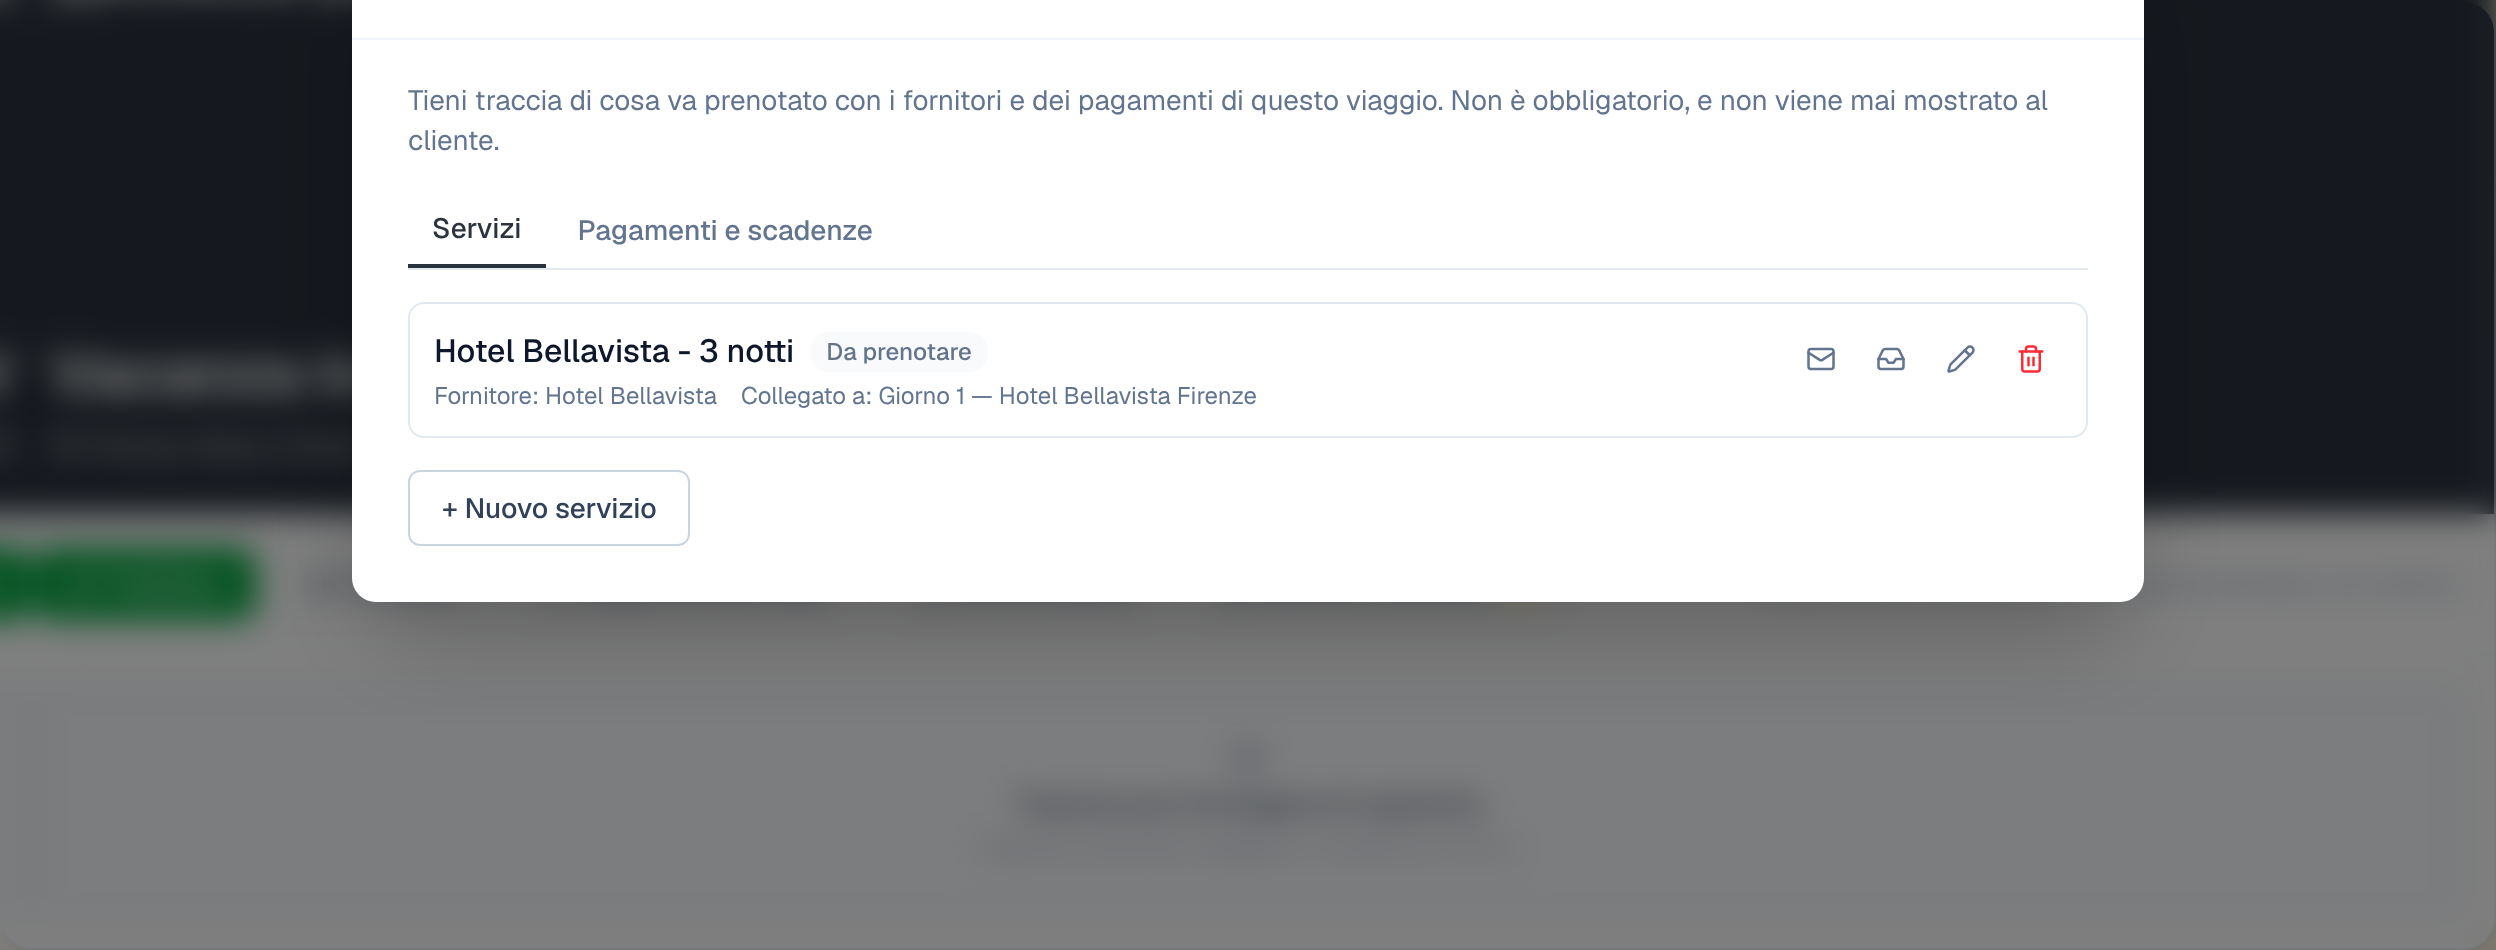 Tieni traccia di cosa va prenotato con i fornitori e dei pagamenti di questo viaggio. Non è obbligatorio, e non viene mai mostrato al
cliente.
Servizi
Pagamenti e scadenze
Hotel Bellavista - 3 notti
Da prenotare
Fornitore: Hotel Bellavista
Collegato a: Giorno 1 — Hotel Bellavista Firenze
+ Nuovo servizio